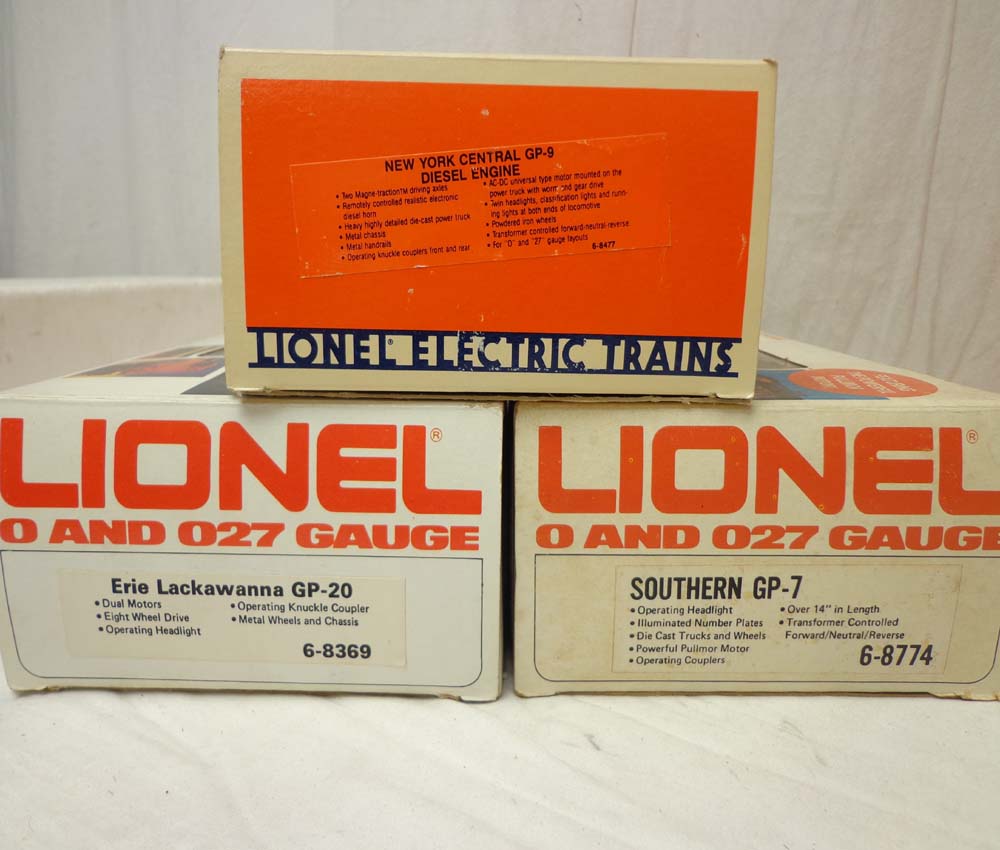 NEW YORK CENTRAL GP-9
DIESEL ENGINE
• Two Magne-traction™ driving axles
• Remotely controlled realistic electronic
diesel horn
• Heavy highly detailed die-cast power truck
• Metal chassis
• Metal handrails
• Operating knuckle couplers front and rear
• AC-DC universal type motor mounted on the
power truck with worm and gear drive
• Twin headlights, classification lights and runn-
ing lights at both ends of locomotive
• Powdered iron wheels
• Transformer controlled forward-neutral-reverse
• For "O" and "27" gauge layouts
6-8477
LIONEL® ELECTRIC TRAINS
LIONEL®
O AND 027 GAUGE
Erie Lackawanna GP-20
• Dual Motors
• Eight Wheel Drive
• Operating Headlight
• Operating Knuckle Coupler
• Metal Wheels and Chassis
6-8369
LIONEL®
O AND 027 GAUGE
SOUTHERN GP-7
• Operating Headlight
• Illuminated Number Plates
• Die Cast Trucks and Wheels
• Powerful Pullmor Motor
• Operating Couplers
• Over 14" in Length
• Transformer Controlled
Forward/Neutral/Reverse
6-8774